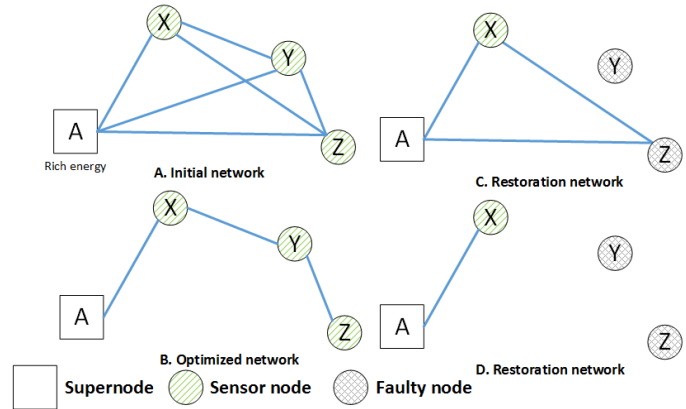 X
Y
A
Z
Rich energy
A. Initial network
X
Y
A
Z
C. Restoration network
X
Y
A
Z
B. Optimized network
X
Y
A
Z
D. Restoration network
Supernode
Sensor node
Faulty node